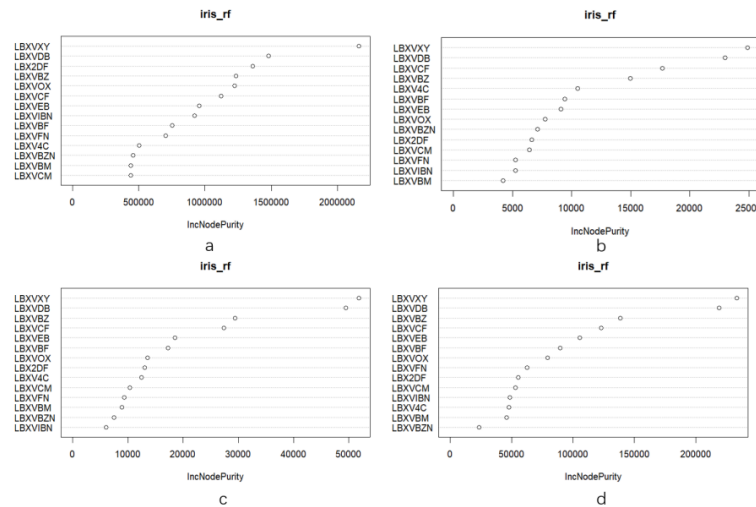 iris_rf
LBXVXY
LBXVDB
LBX2DF
LBXVBZ
LBXVOX
LBXVCF
LBXVEB
LBXVIBN
LBXVBF
LBXVFN
LBXV4C
LBXVBZN
LBXVBM
LBXVCM
0 500000 1000000 1500000 2000000
IncNodePurity
a
iris_rf
LBXVXY
LBXVDB
LBXVCF
LBXVBZ
LBXV4C
LBXVBF
LBXVEB
LBXVOX
LBXVBZN
LBX2DF
LBXVCM
LBXVFN
LBXVIBN
LBXVBM
0 5000 10000 15000 20000 25000
IncNodePurity
b
iris_rf
LBXVXY
LBXVDB
LBXVBZ
LBXVCF
LBXVEB
LBXVBF
LBXVOX
LBX2DF
LBXV4C
LBXVCM
LBXVFN
LBXVBM
LBXVBZN
LBXVIBN
0 10000 20000 30000 40000 50000
IncNodePurity
c
iris_rf
LBXVXY
LBXVDB
LBXVBZ
LBXVCF
LBXVEB
LBXVBF
LBXVOX
LBXVFN
LBX2DF
LBXVCM
LBXVIBN
LBXV4C
LBXVBM
LBXVBZN
0 50000 100000 150000 200000
IncNodePurity
d